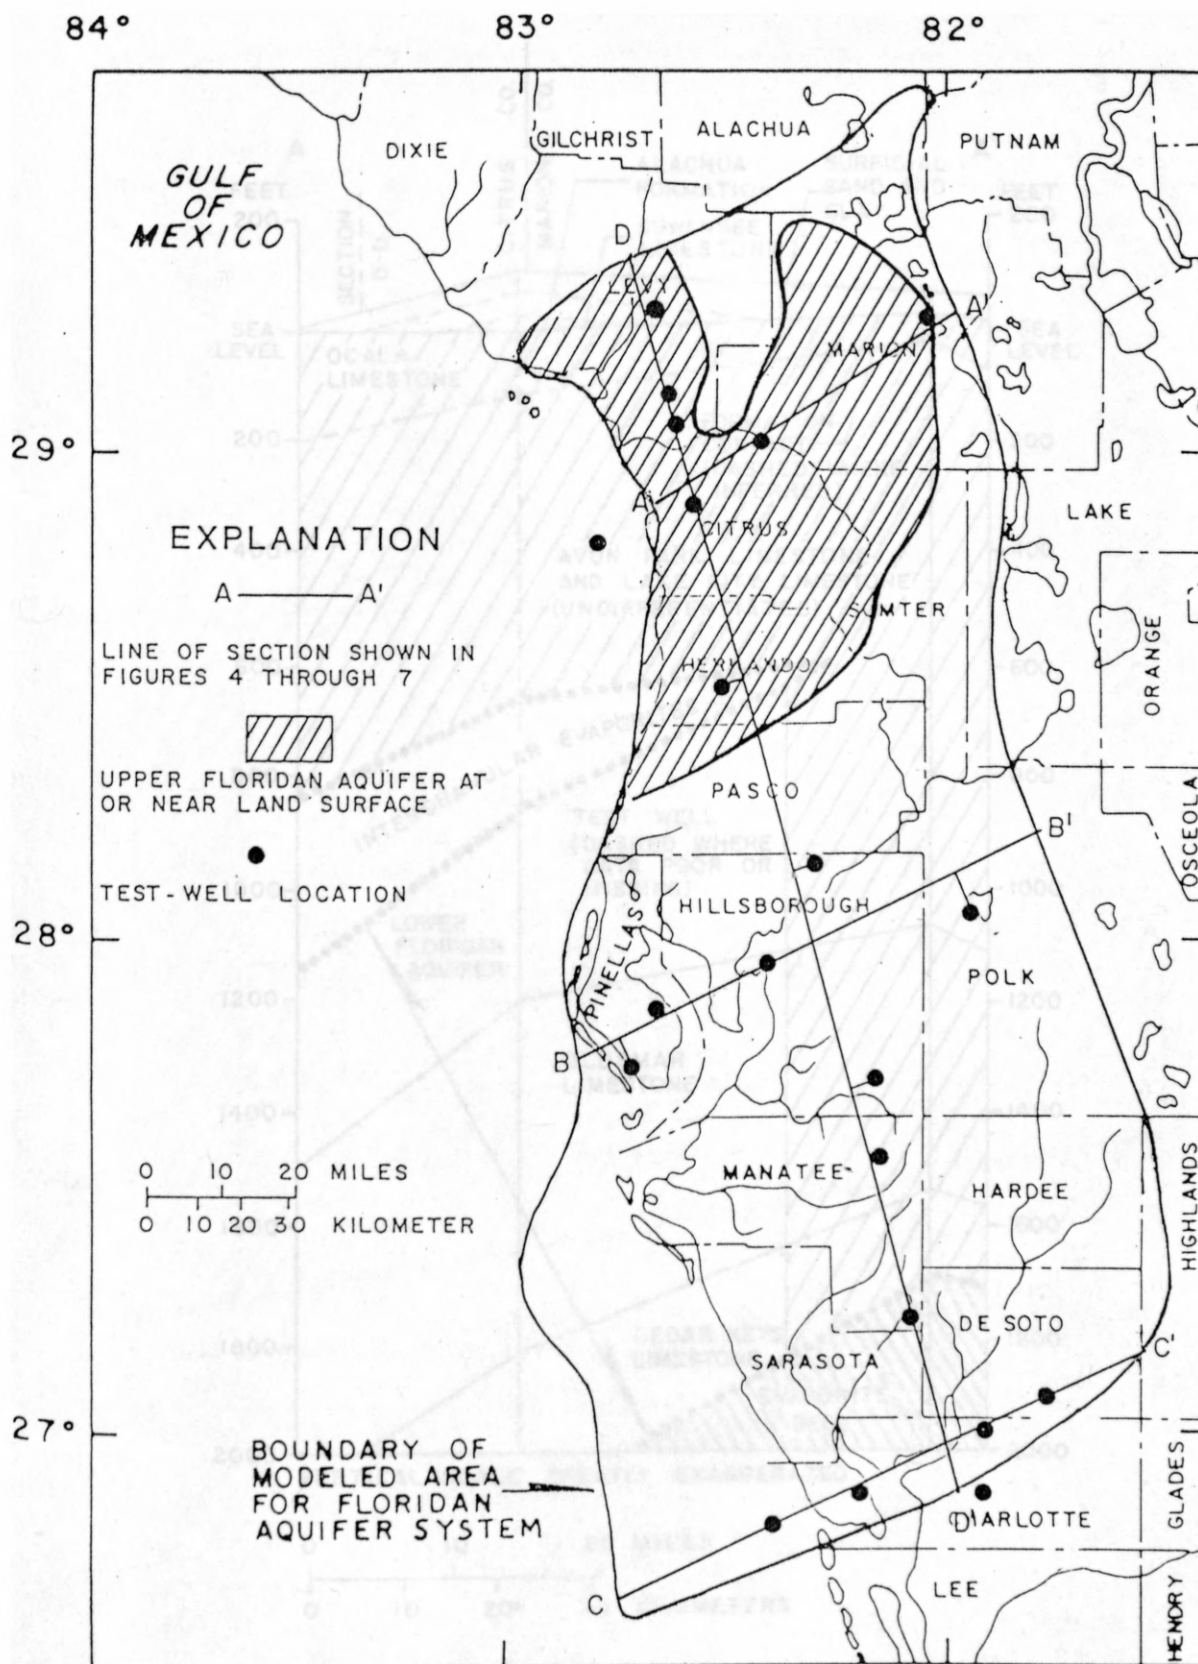 84° 83° 82°
DIXIE
GILCHRIST
ALACHUA
PUTNAM
GULF
OF
MEXICO
D
LEVY
A'
MARION
29°
A
CITRUS
LAKE
EXPLANATION
A A'
SUMTER
ORANGE
LINE OF SECTION SHOWN IN
FIGURES 4 THROUGH 7
HERNANDO
UPPER FLORIDAN AQUIFER AT
OR NEAR LAND SURFACE
PASCO
B'
OSCEOLA
TEST-WELL LOCATION
HILLSBOROUGH
28°
PINELLAS
POLK
B
MANATEE
HARDEE
HIGHLANDS
0 10 20 MILES
0 10 20 30 KILOMETER
DE SOTO
SARASOTA
C'
27°
BOUNDARY OF
MODELED AREA
FOR FLORIDAN
AQUIFER SYSTEM
D'
CHARLOTTE
GLADES
C
LEE
HENDRY